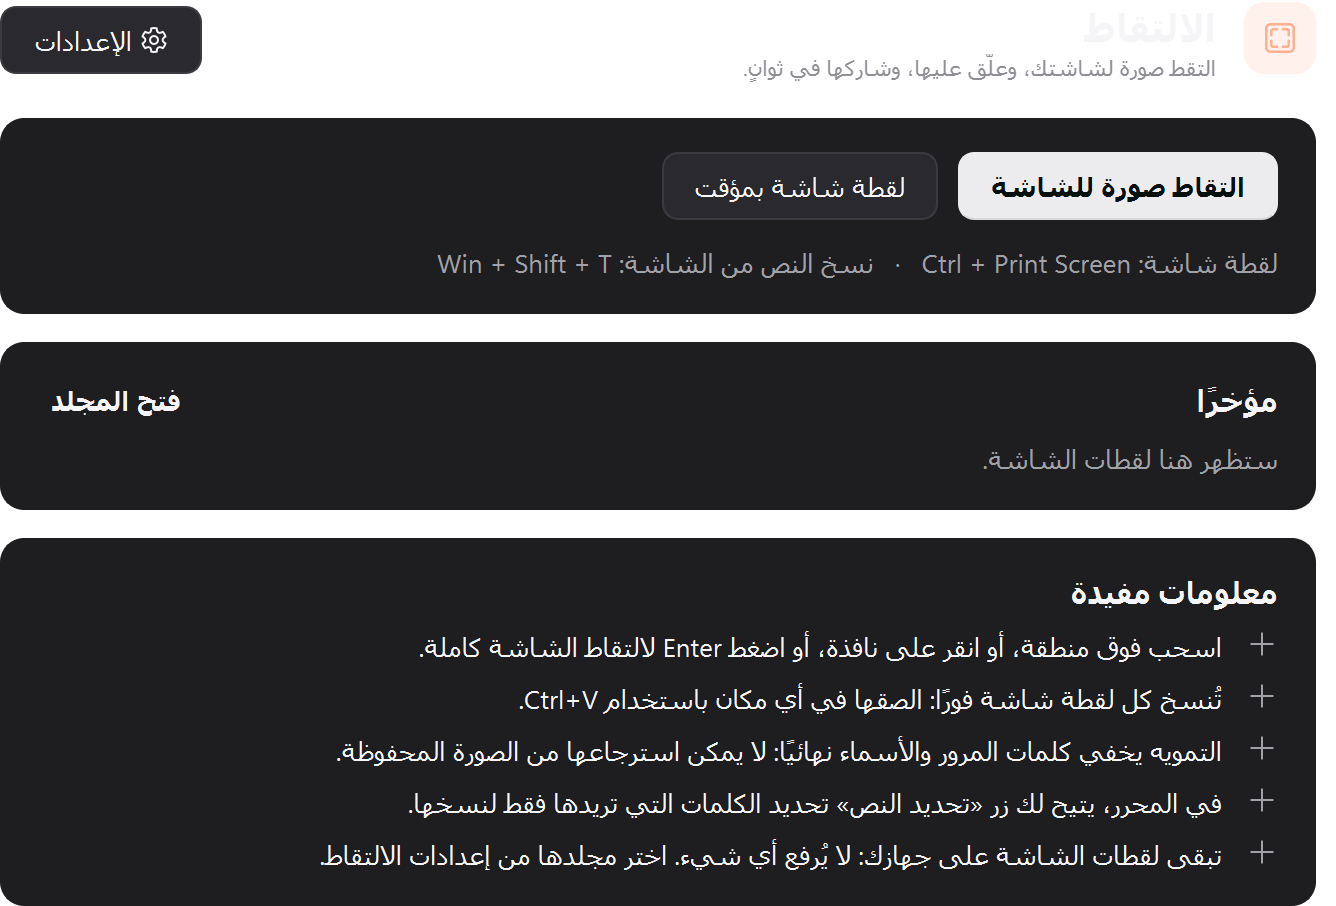 الالتقاط
التقط صورة لشاشتك، وعلّق عليها، وشاركها في ثوانٍ.
الإعدادات
التقاط صورة للشاشة
لقطة شاشة بمؤقت
لقطة شاشة: Ctrl + Print Screen · نسخ النص من الشاشة: Win + Shift + T
مؤخرًا
فتح المجلد
ستظهر هنا لقطات الشاشة.
معلومات مفيدة
اسحب فوق منطقة، أو انقر على نافذة، أو اضغط Enter لالتقاط الشاشة كاملة.
تُنسخ كل لقطة شاشة فورًا: الصقها في أي مكان باستخدام Ctrl+V.
التمويه يخفي كلمات المرور والأسماء نهائيًا: لا يمكن استرجاعها من الصورة المحفوظة.
في المحرر، يتيح لك زر «تحديد النص» تحديد الكلمات التي تريدها فقط لنسخها.
تبقى لقطات الشاشة على جهازك: لا يُرفع أي شيء. اختر مجلدها من إعدادات الالتقاط.